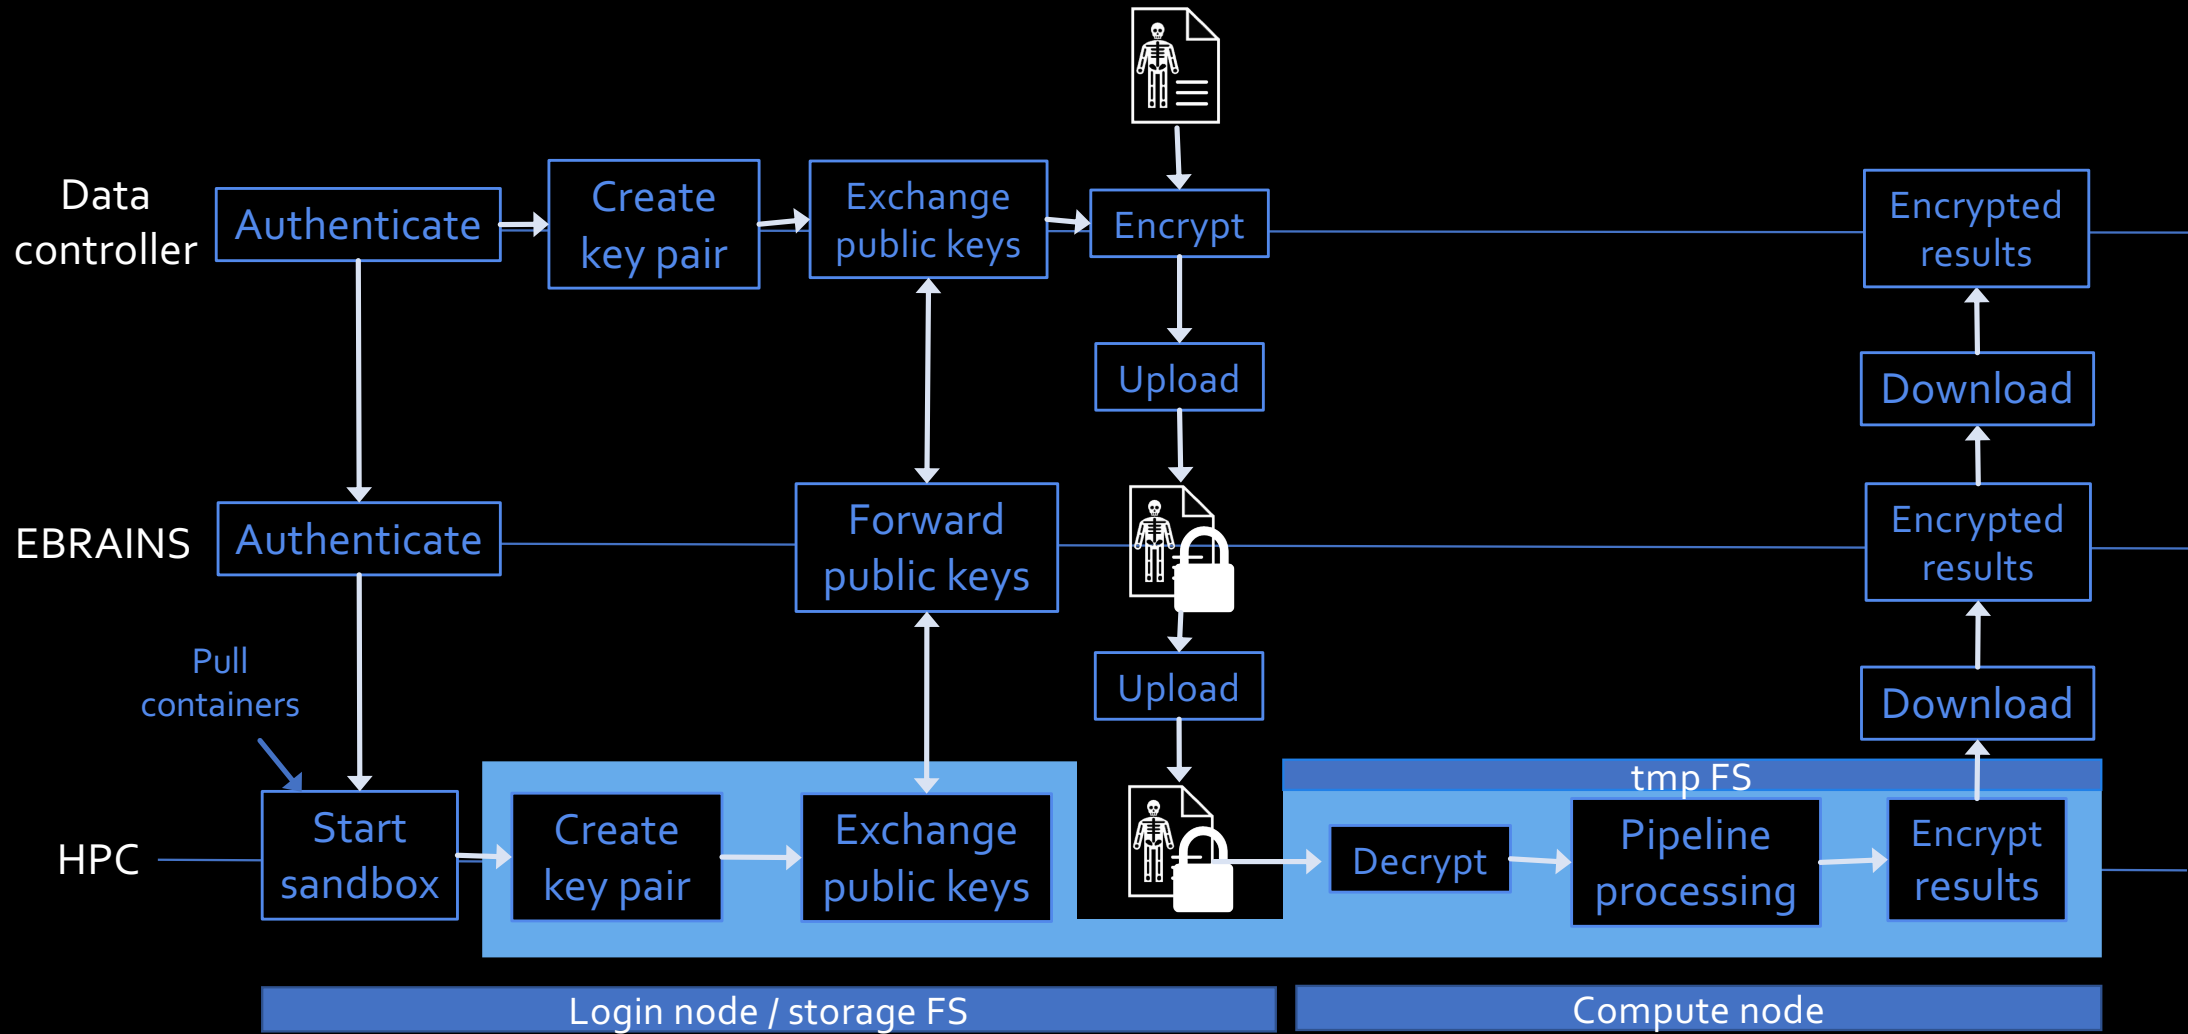 Data
controller
Authenticate
Create
key pair
Exchange
public keys
Encrypt
Encrypted
results
Upload
Download
EBRAINS
Authenticate
Forward
public keys
Encrypted
results
Pull
containers
Upload
Download
HPC
Start
sandbox
Create
key pair
Exchange
public keys
tmp FS
Decrypt
Pipeline
processing
Encrypt
results
Login node / storage FS
Compute node